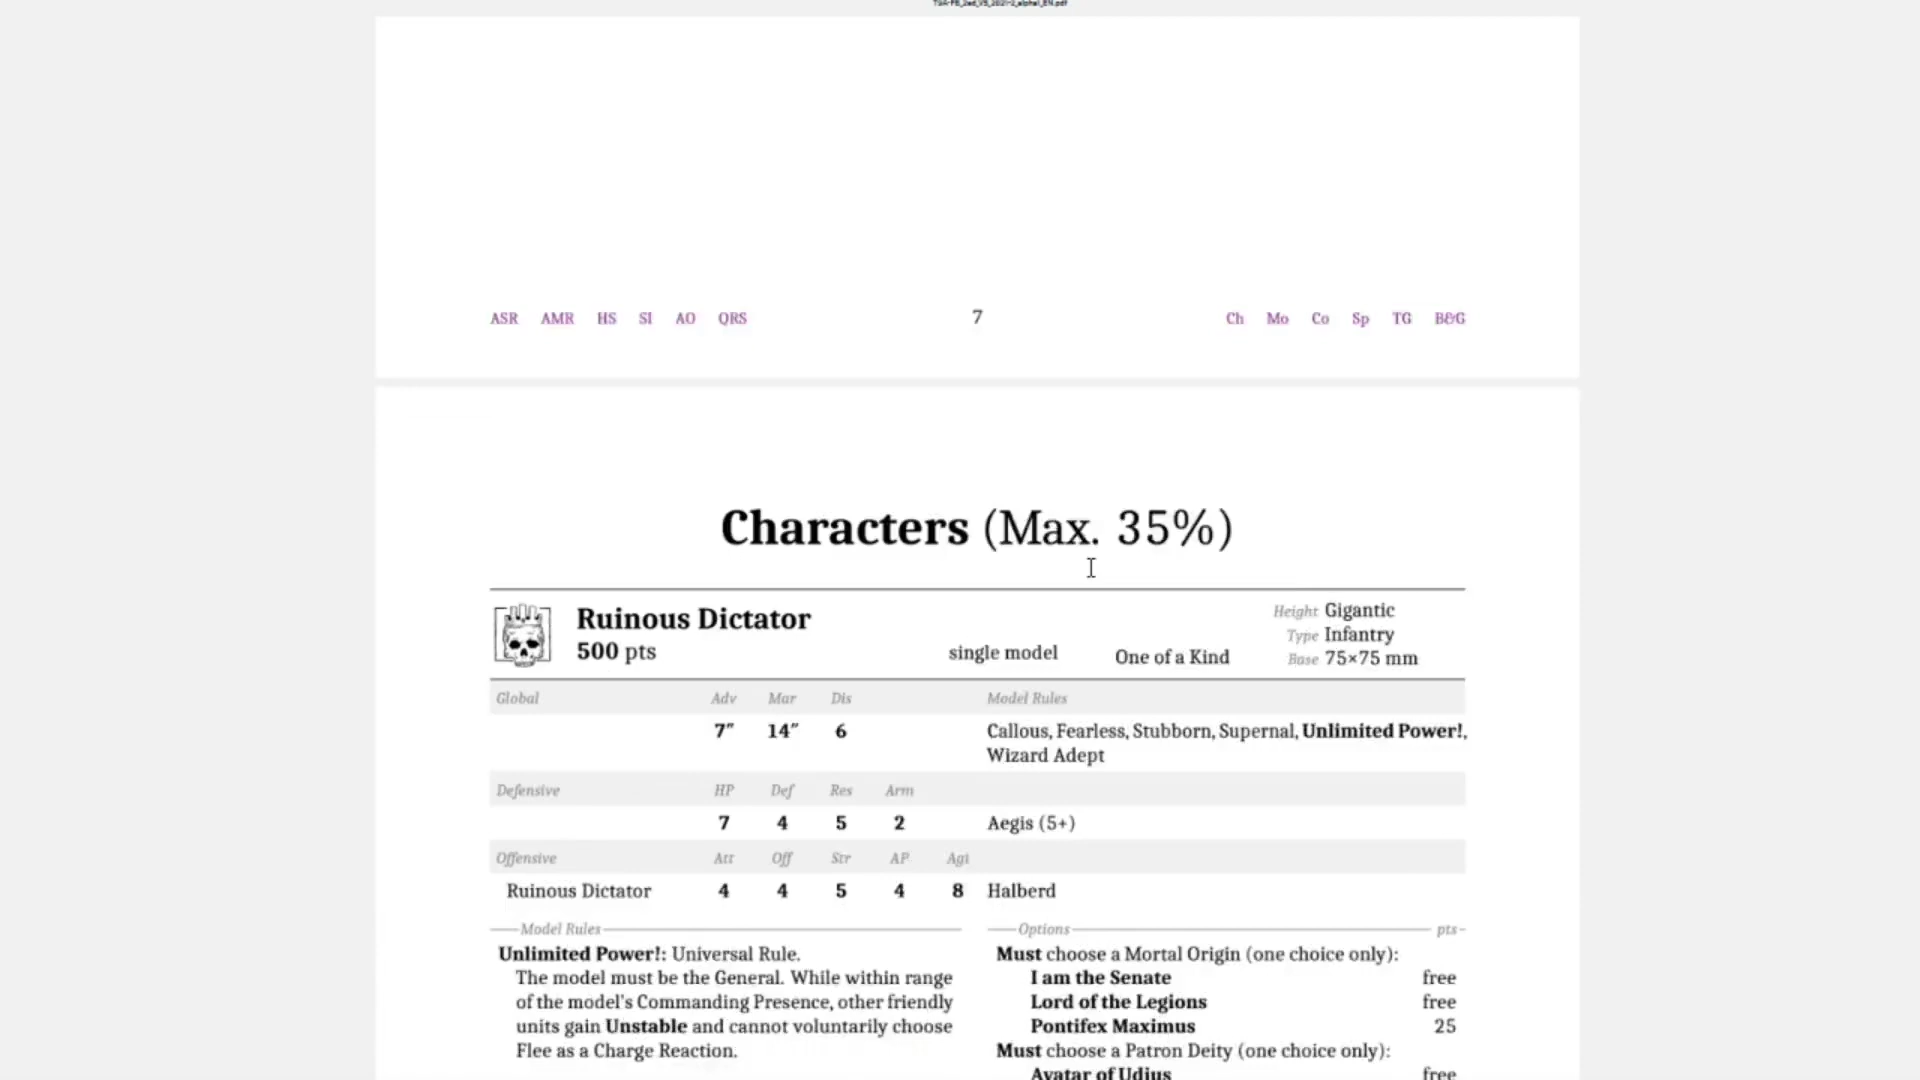 ASR AMR HS SI AO QRS 7 Ch Mo Co Sp TG B&G
Characters (Max. 35%)
Ruinous Dictator
500 pts single model One of a Kind
Height Gigantic
Type Infantry
Base 75×75 mm
Global Adv Mar Dis Model Rules
7″ 14″ 6 Callous, Fearless, Stubborn, Supernal, Unlimited Power!,
Wizard Adept
Defensive HP Def Res Arm
7 4 5 2 Aegis (5+)
Offensive Att Off Str AP Agi
Ruinous Dictator 4 4 5 4 8 Halberd
Model Rules
Unlimited Power!: Universal Rule.
The model must be the General. While within range
of the model's Commanding Presence, other friendly
units gain Unstable and cannot voluntarily choose
Flee as a Charge Reaction.
Options pts
Must choose a Mortal Origin (one choice only):
I am the Senate free
Lord of the Legions free
Pontifex Maximus 25
Must choose a Patron Deity (one choice only):
Avatar of Udius free